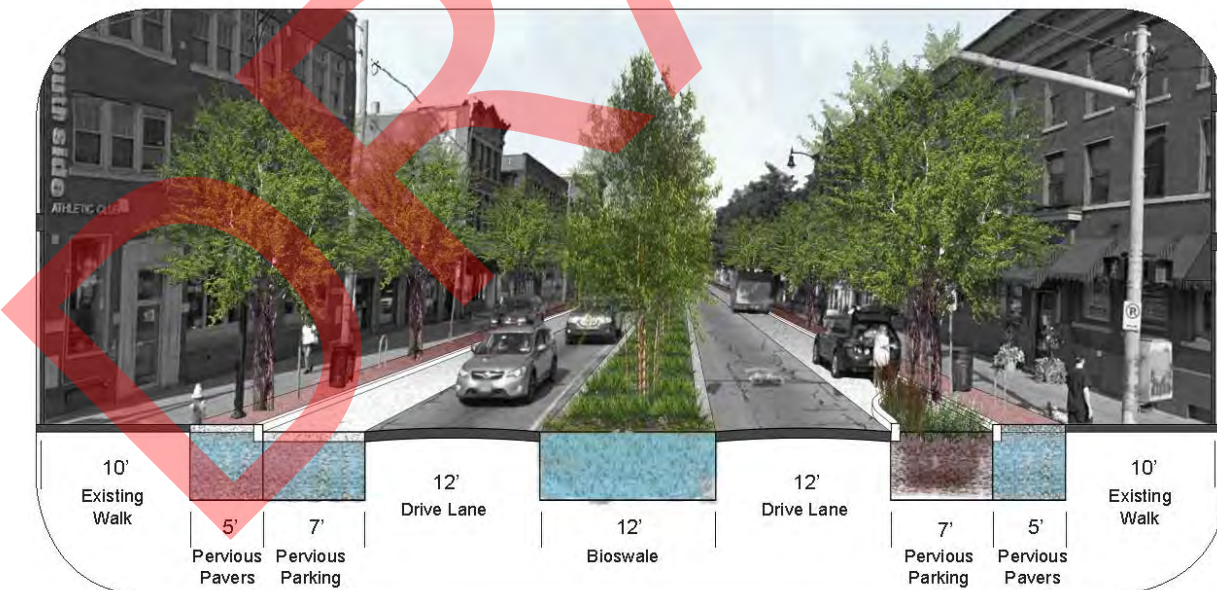 south side
ATHLETIC CLUB
R
10'
Existing
Walk
5'
Pervious
Pavers
7'
Pervious
Parking
12'
Drive Lane
12'
Bioswale
12'
Drive Lane
7'
Pervious
Parking
5'
Pervious
Pavers
10'
Existing
Walk